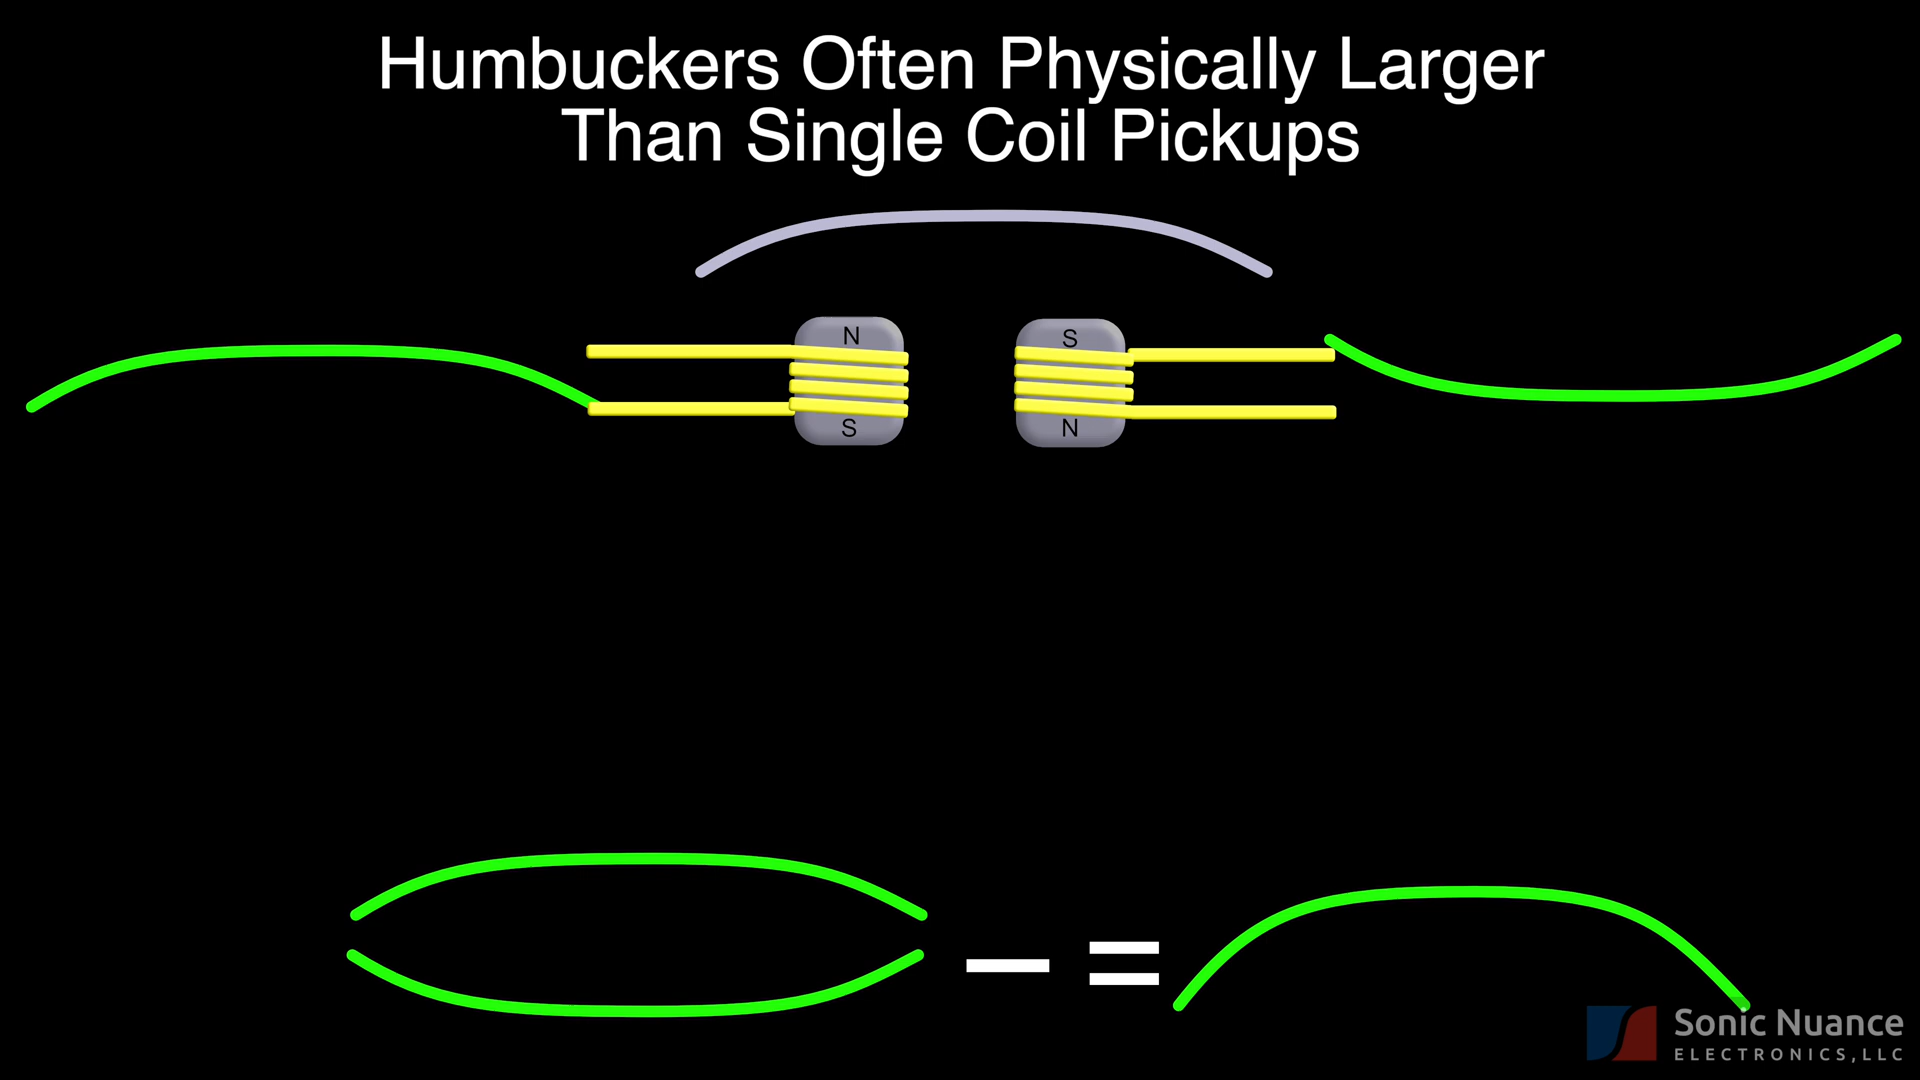 Humbuckers Often Physically Larger
Than Single Coil Pickups
N
S
S
N
Sonic Nuance
ELECTRONICS, LLC